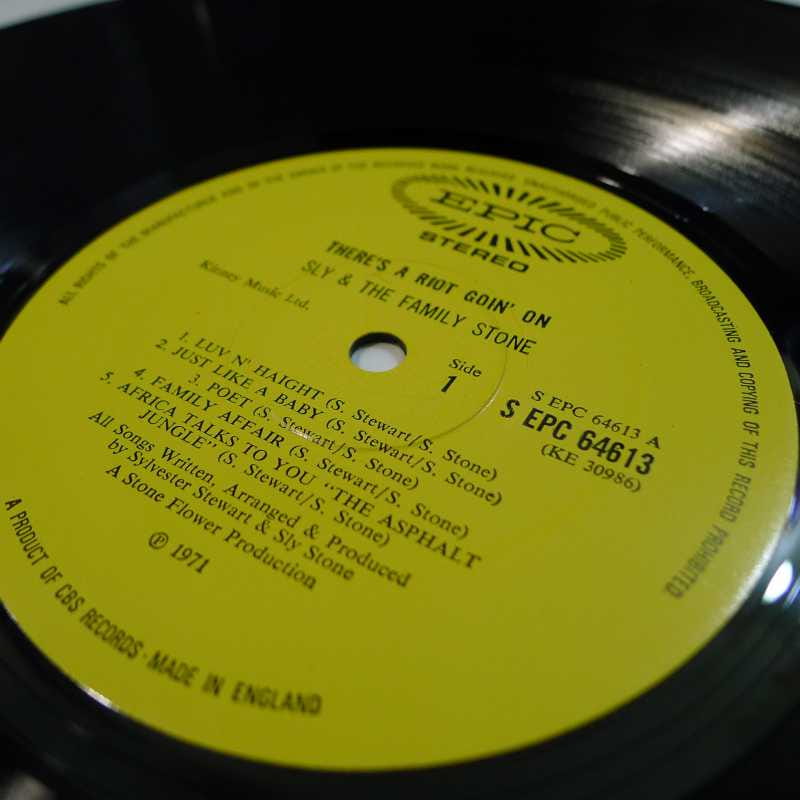 ALL RIGHTS OF THE MANUFACTURER AND OF THE OWNER OF THE RECORDED WORK RESERVED. UNAUTHORISED PUBLIC PERFORMANCE, BROADCASTING AND COPYING OF THIS RECORD PROHIBITED.
EPIC
STEREO
THERE'S A RIOT GOIN' ON
SLY & THE FAMILY STONE
Kinney Music Ltd.
Side
1
S EPC 64613 A
S EPC 64613
(KE 30986)
1. LUV N' HAIGHT (S. Stewart/S. Stone)
2. JUST LIKE A BABY (S. Stewart/S. Stone)
3. POET (S. Stewart/S. Stone)
4. FAMILY AFFAIR (S. Stewart/S. Stone)
5. AFRICA TALKS TO YOU "THE ASPHALT
JUNGLE" (S. Stewart/S. Stone)
All Songs Written, Arranged & Produced
by Sylvester Stewart & Sly Stone
A Stone Flower Production
℗ 1971
A PRODUCT OF CBS RECORDS · MADE IN ENGLAND